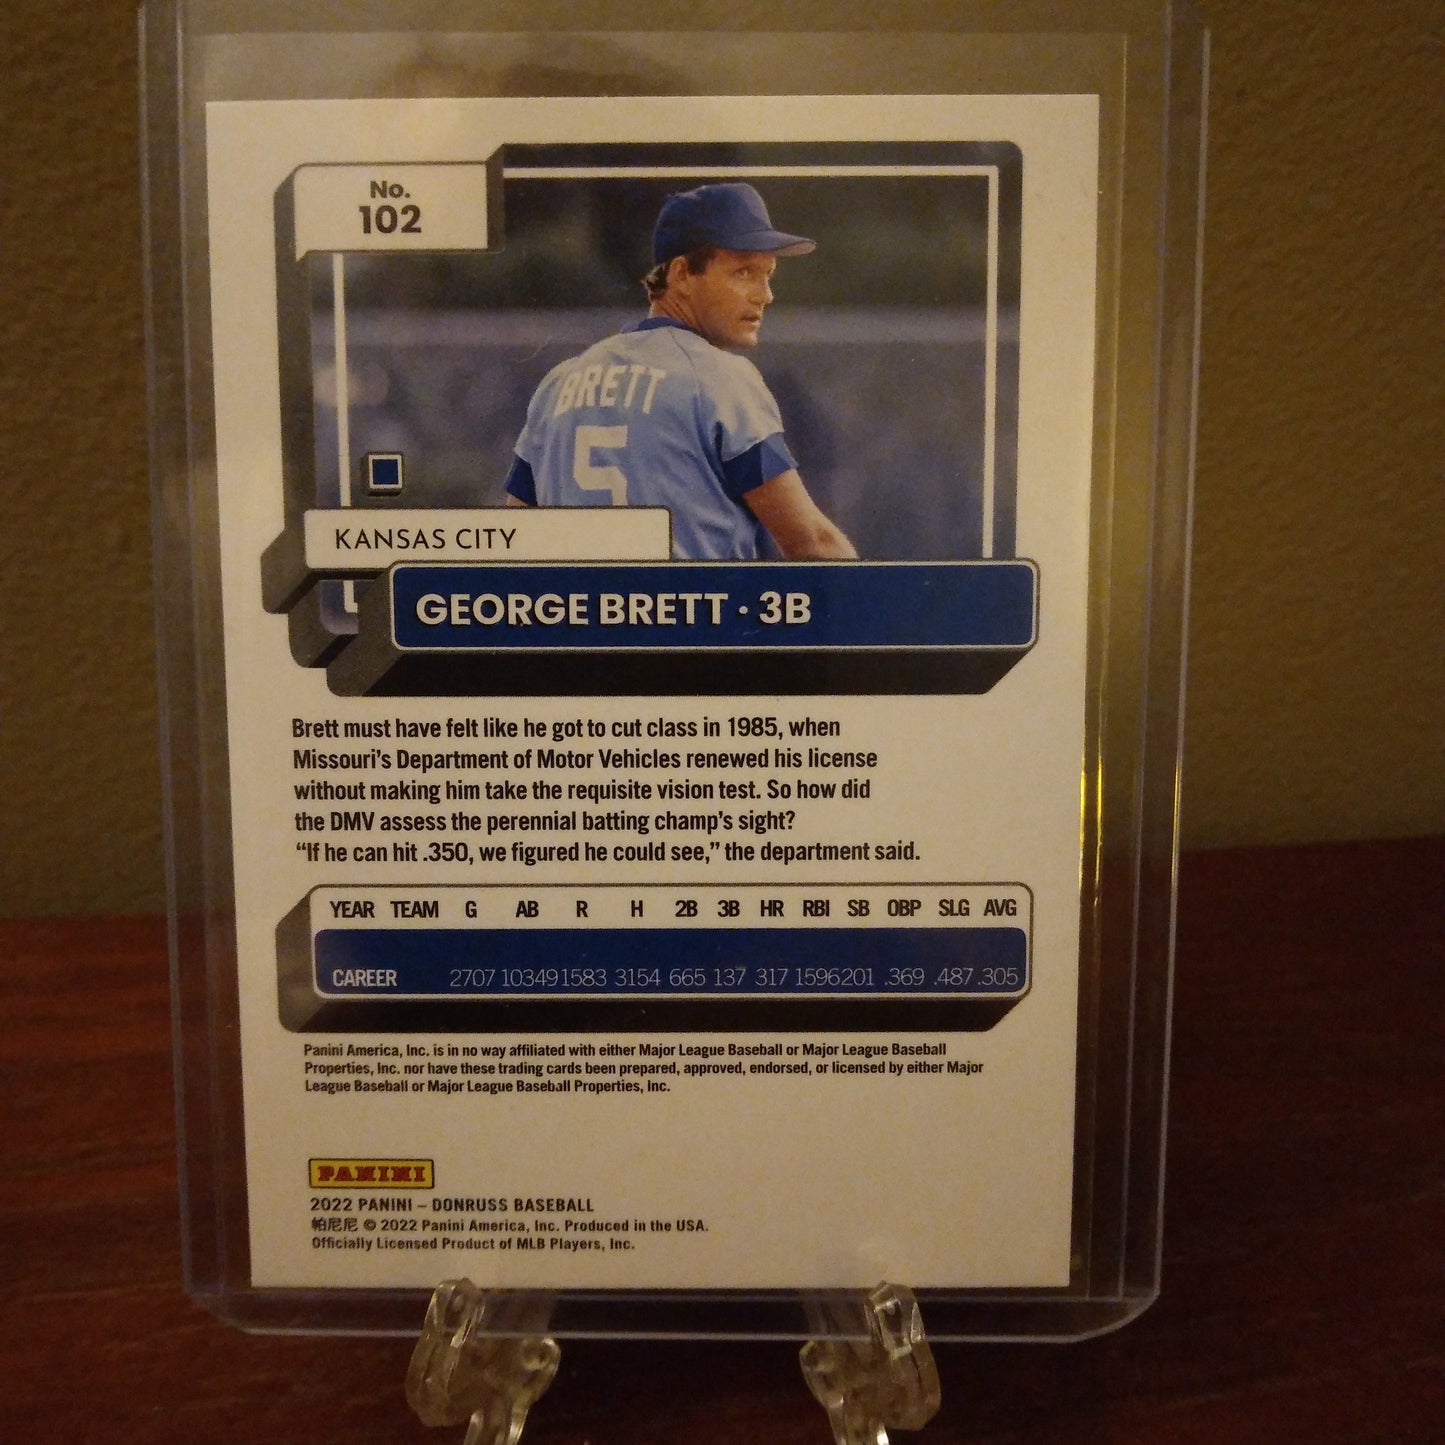 No.
102
BRETT
5
KANSAS CITY
GEORGE BRETT · 3B
Brett must have felt like he got to cut class in 1985, when
Missouri's Department of Motor Vehicles renewed his license
without making him take the requisite vision test. So how did
the DMV assess the perennial batting champ's sight?
“If he can hit .350, we figured he could see,” the department said.
YEAR TEAM G AB R H 2B 3B HR RBI SB OBP SLG AVG
CAREER 2707 10349 1583 3154 665 137 317 1596 201 .369 .487 .305
Panini America, Inc. is in no way affiliated with either Major League Baseball or Major League Baseball
Properties, Inc. nor have these trading cards been prepared, approved, endorsed, or licensed by either Major
League Baseball or Major League Baseball Properties, Inc.
PANINI
2022 PANINI – DONRUSS BASEBALL
帕尼尼 © 2022 Panini America, Inc. Produced in the USA.
Officially Licensed Product of MLB Players, Inc.